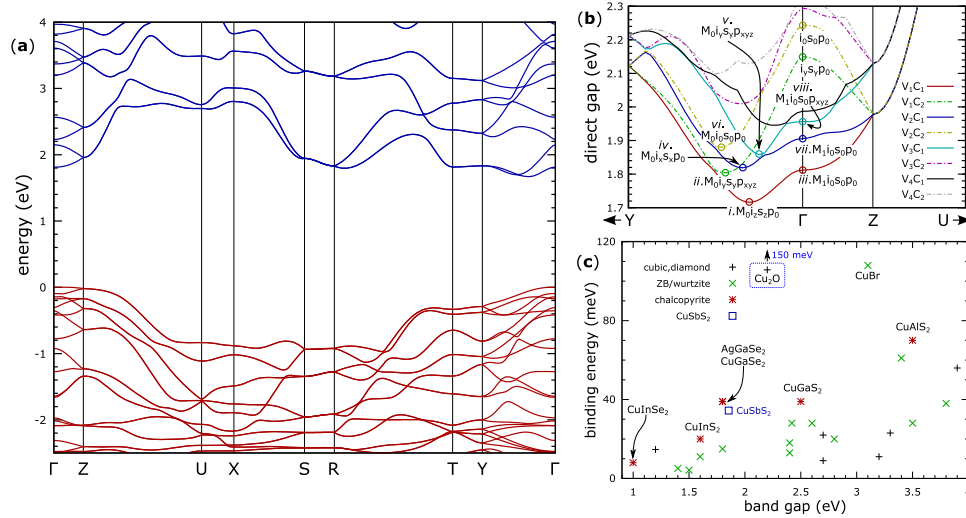 (a)
energy (eV)
4
3
2
1
0
-1
-2
Γ Z U X S R T Y Γ
(b)
direct gap (eV)
2.3
2.2
2.1
2
1.9
1.8
1.7
Y Γ Z U
v.
M0iysypxyz
i0s0p0
iysyp0
viii.
M1i0s0pxyz
vi.
M0i0s0p0
iv.
M0ixsxp0
vii.M1i0s0p0
ii.M0iysypxyz
iii.M1i0s0p0
i.M0izszp0
V1C1
V1C2
V2C1
V2C2
V3C1
V3C2
V4C1
V4C2
(c)
binding energy (meV)
120
100
80
60
40
20
0
1 1.5 2 2.5 3 3.5
band gap (eV)
cubic,diamond
ZB/wurtzite
chalcopyrite
CuSbS2
150 meV
Cu2O
CuBr
CuAlS2
AgGaSe2
CuGaSe2
CuGaS2
CuSbS2
CuInSe2
CuInS2